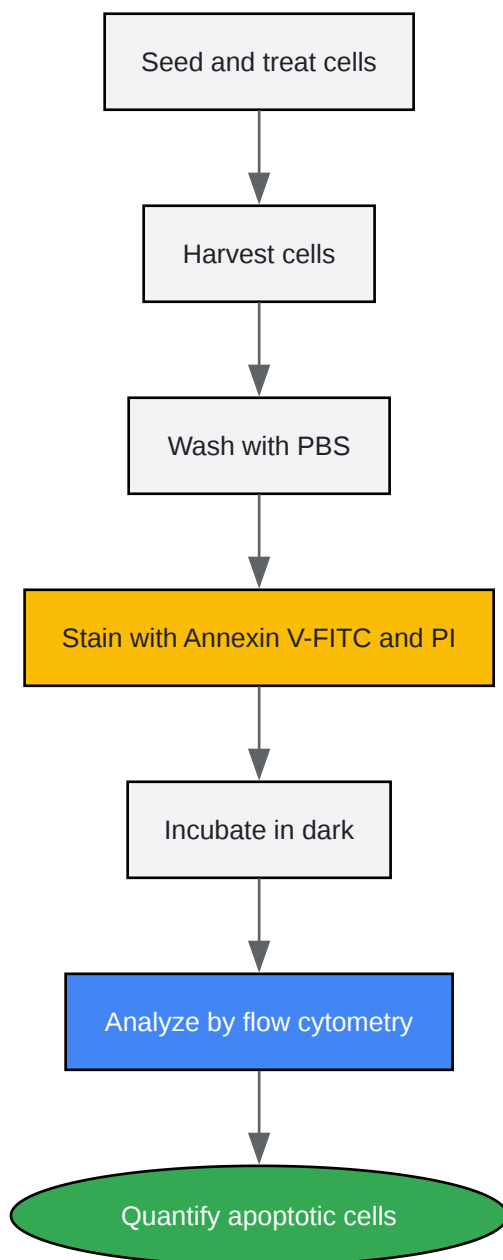 Seed and treat cells
Harvest cells
Wash with PBS
Stain with Annexin V-FITC and PI
Incubate in dark
Analyze by flow cytometry
Quantify apoptotic cells